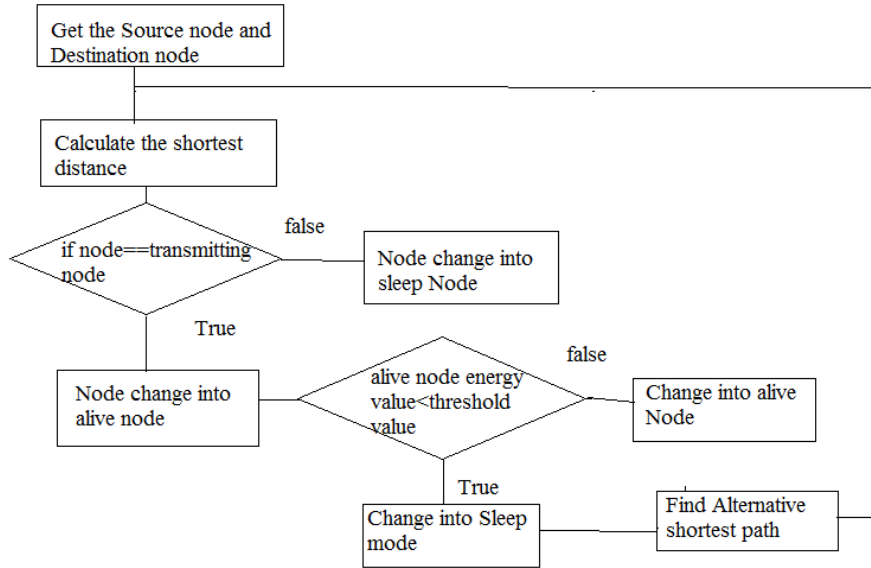 Get the Source node and
Destination node
Calculate the shortest
distance
if node==transmitting
node
false
Node change into
sleep Node
True
Node change into
alive node
alive node energy
value<threshold
value
false
Change into alive
Node
True
Change into Sleep
mode
Find Alternative
shortest path